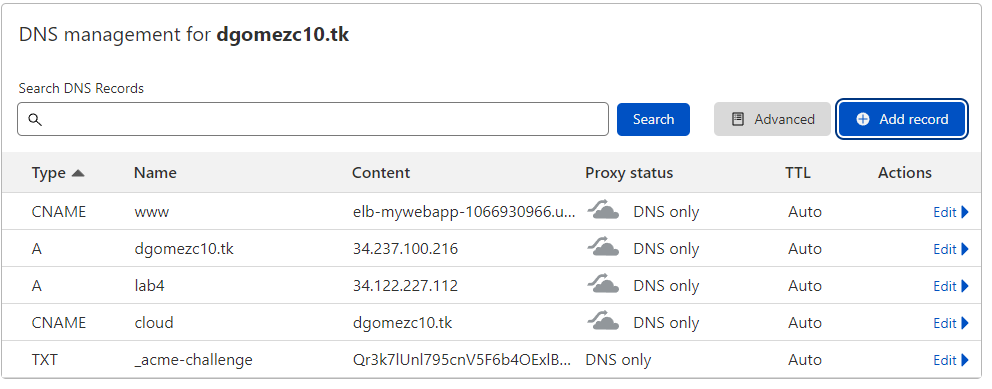 DNS management for dgomezc10.tk
Search DNS Records
Search Advanced Add record
Type Name Content Proxy status TTL Actions
CNAME www elb-mywebapp-1066930966.u... DNS only Auto Edit
A dgomezc10.tk 34.237.100.216 DNS only Auto Edit
A lab4 34.122.227.112 DNS only Auto Edit
CNAME cloud dgomezc10.tk DNS only Auto Edit
TXT _acme-challenge Qr3k7lUnl795cnV5F6b4OExlB... DNS only Auto Edit